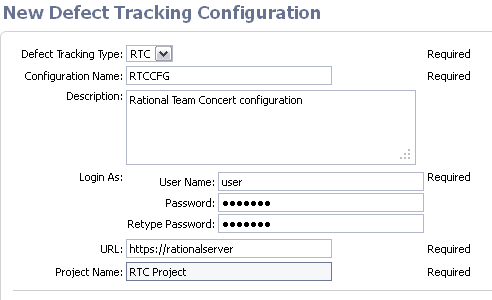 New Defect Tracking Configuration
Defect Tracking Type: RTC Required
Configuration Name: RTCCFG Required
Description: Rational Team Concert configuration
Login As: User Name: user Required
Password: ●●●●●●●
Retype Password: ●●●●●●●
URL: https://rationalserver Required
Project Name: RTC Project Required